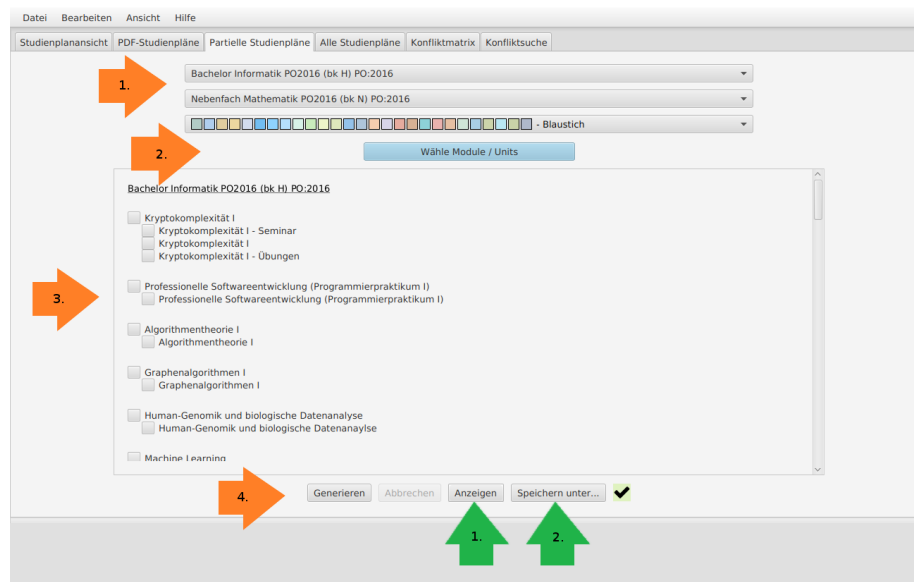 Datei Bearbeiten Ansicht Hilfe
Studienplanansicht PDF-Studienpläne Partielle Studienpläne Alle Studienpläne Konfliktmatrix Konfliktsuche
1.
Bachelor Informatik PO2016 (bk H) PO:2016
Nebenfach Mathematik PO2016 (bk N) PO:2016
- Blaustich
2.
Wähle Module / Units
Bachelor Informatik PO2016 (bk H) PO:2016
Kryptokomplexität I
Kryptokomplexität I - Seminar
Kryptokomplexität I
Kryptokomplexität I - Übungen
3.
Professionelle Softwareentwicklung (Programmierpraktikum I)
Professionelle Softwareentwicklung (Programmierpraktikum I)
Algorithmentheorie I
Algorithmentheorie I
Graphenalgorithmen I
Graphenalgorithmen I
Human-Genomik und biologische Datenanalyse
Human-Genomik und biologische Datenanaylse
Machine Learning
4.
Generieren Abbrechen Anzeigen Speichern unter...
1.
2.